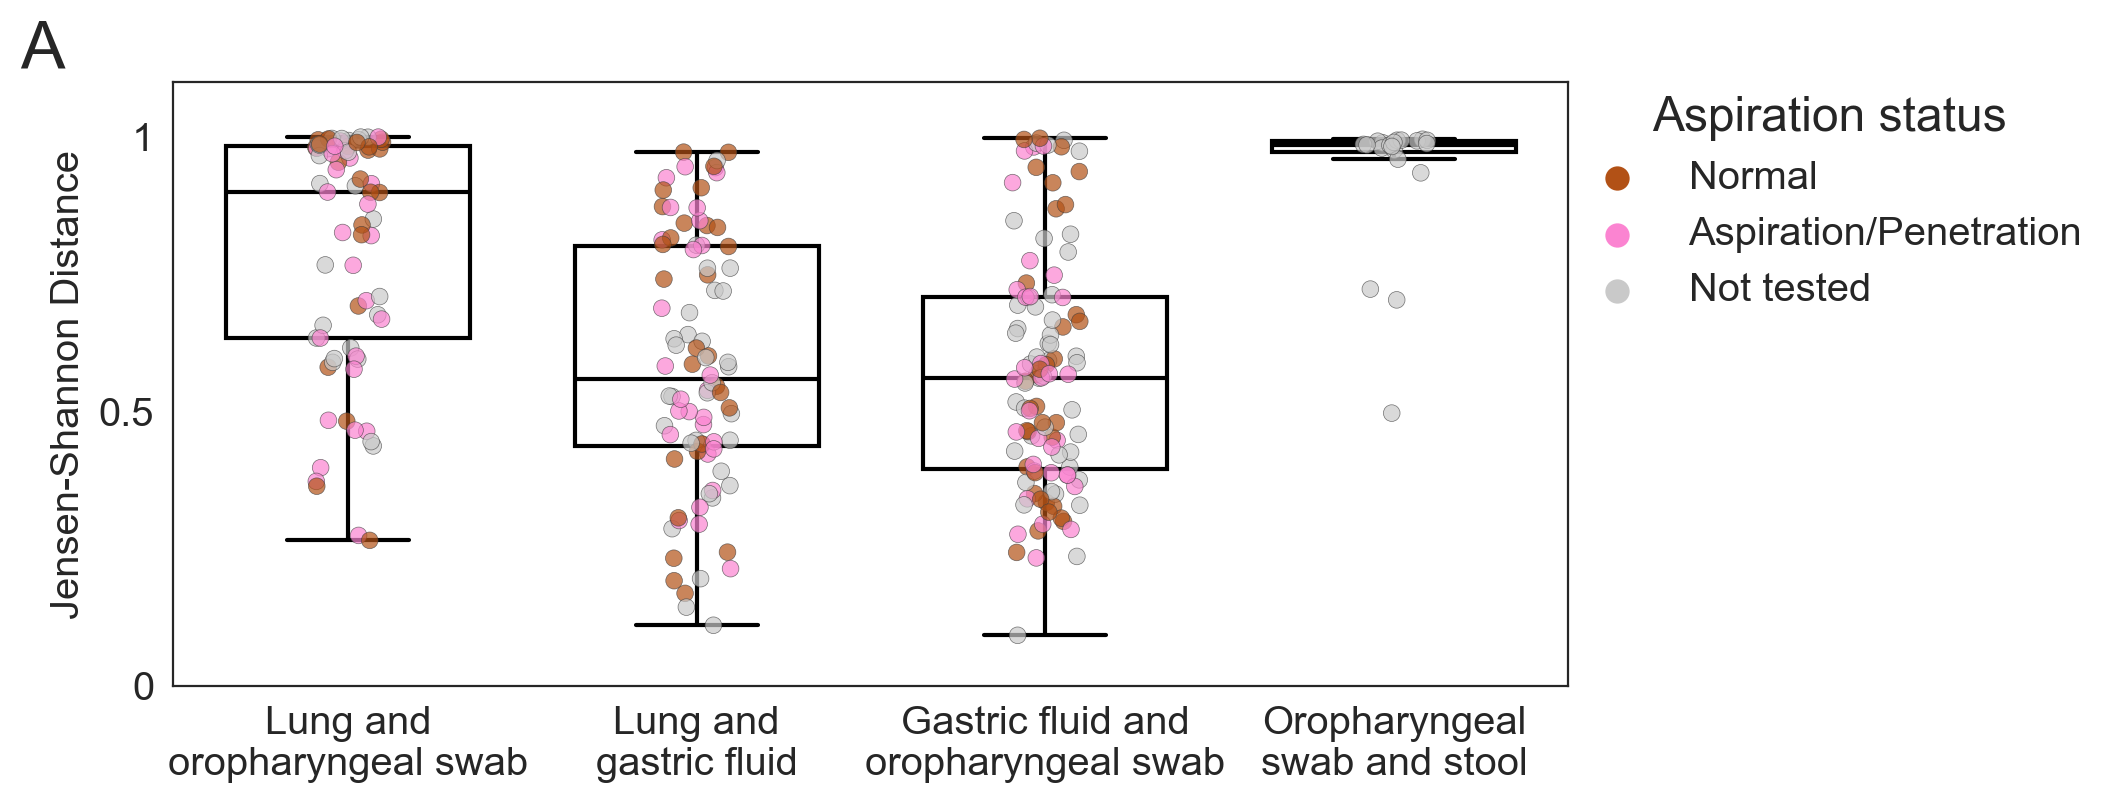 A
Jensen-Shannon Distance
1
0.5
0
Lung and
oropharyngeal swab
Lung and
gastric fluid
Gastric fluid and
oropharyngeal swab
Oropharyngeal
swab and stool
Aspiration status
Normal
Aspiration/Penetration
Not tested